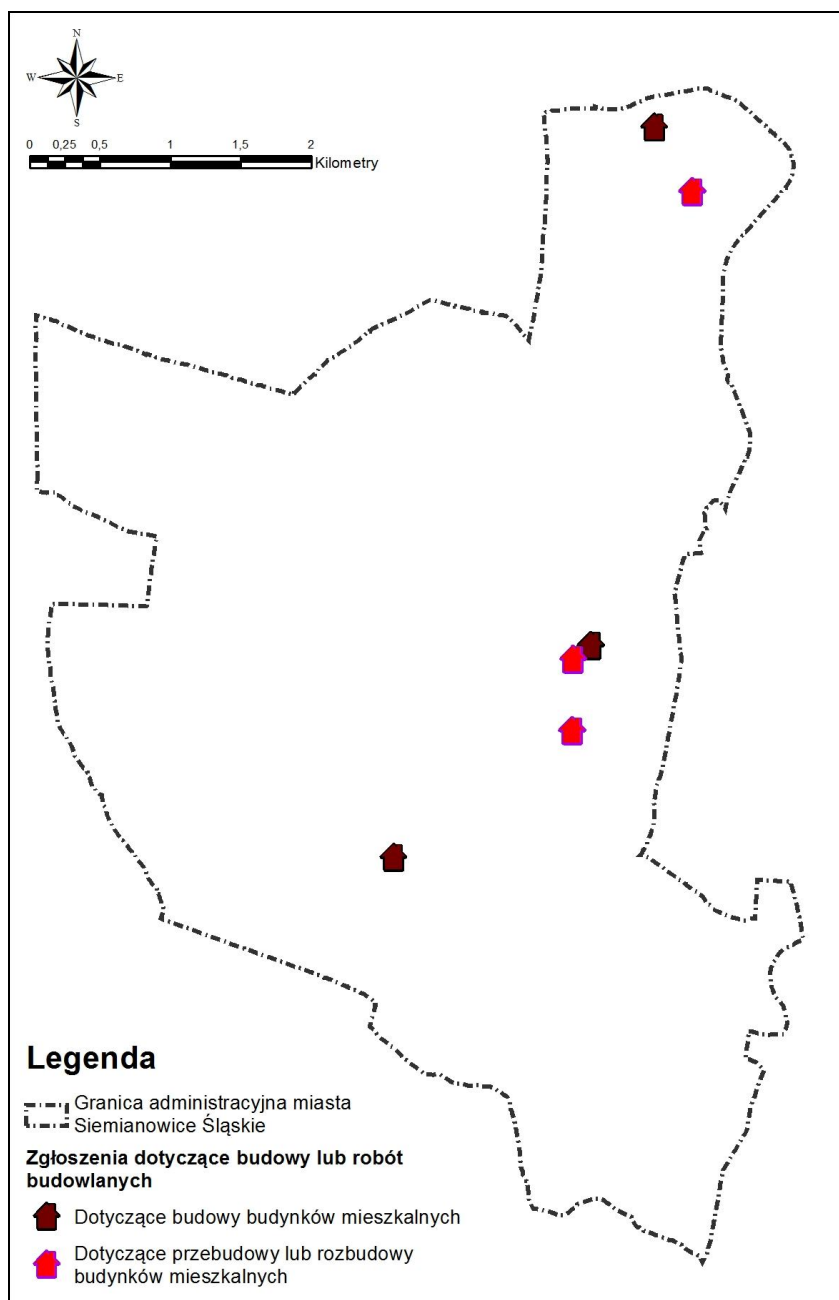 N
W E
S
0 0,25 0,5 1 1,5 2
Kilometry
Legenda
Granica administracyjna miasta
Siemianowice Śląskie
Zgłoszenia dotyczące budowy lub robót
budowlanych
Dotyczące budowy budynków mieszkalnych
Dotyczące przebudowy lub rozbudowy
budynków mieszkalnych